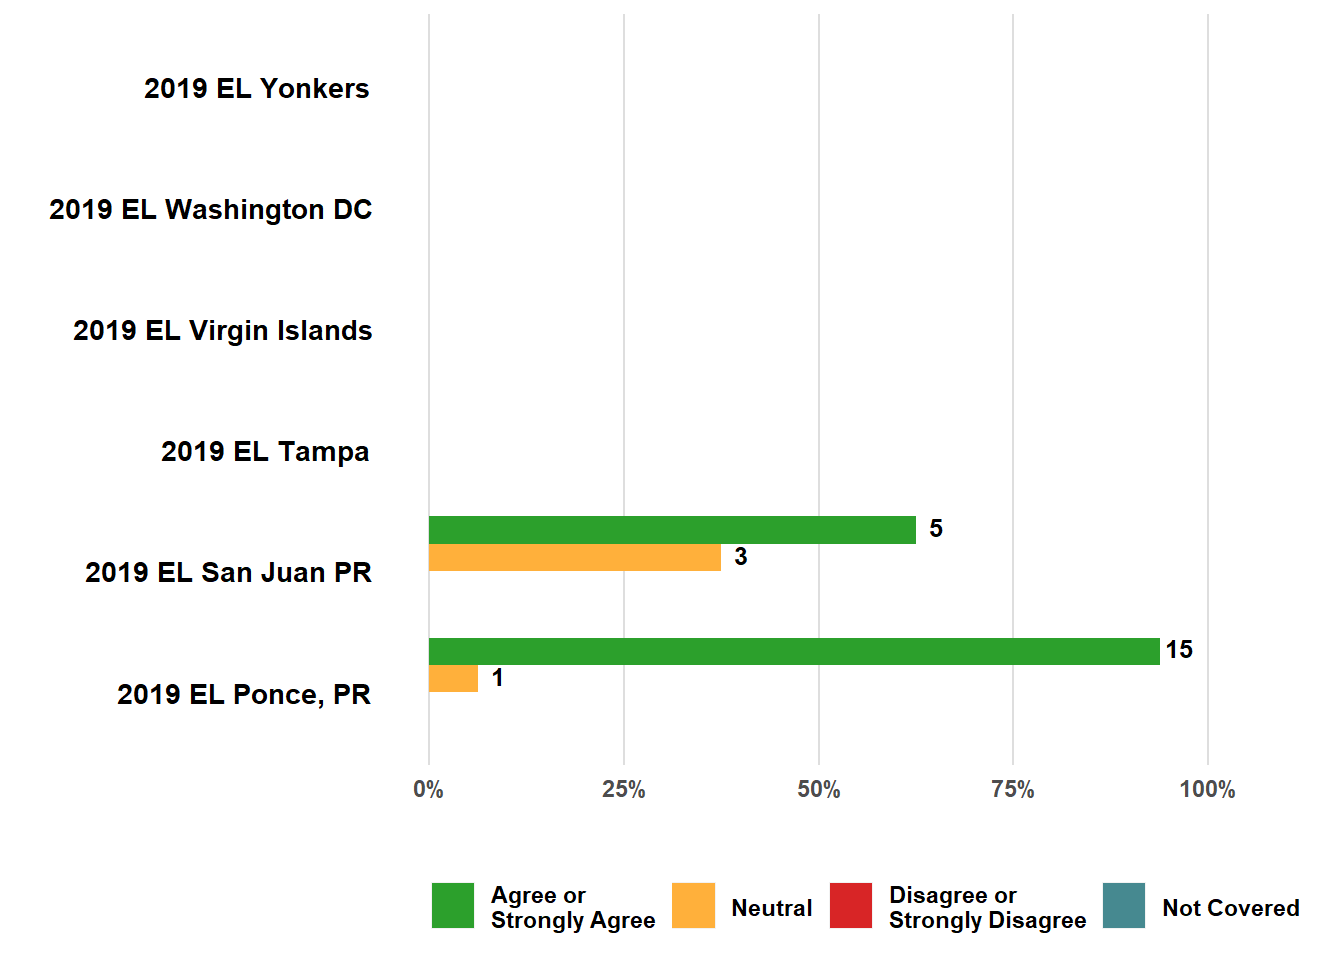 2019 EL Yonkers
2019 EL Washington DC
2019 EL Virgin Islands
2019 EL Tampa
5
3
2019 EL San Juan PR
15
1
2019 EL Ponce, PR
0% 25% 50% 75% 100%
Agree or
Strongly Agree
Neutral
Disagree or
Strongly Disagree
Not Covered